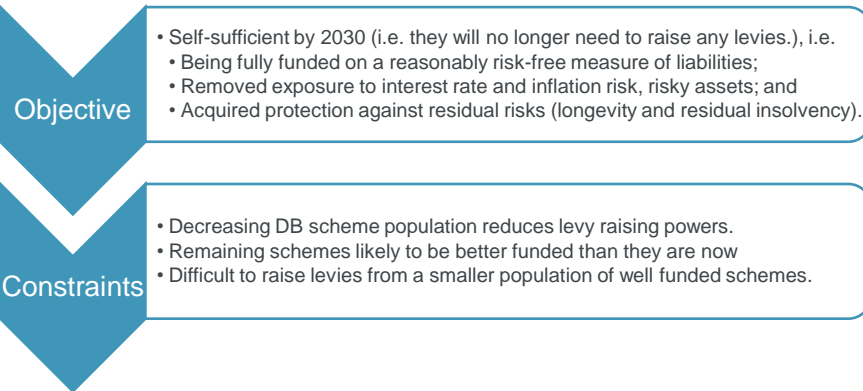 Objective
• Self-sufficient by 2030 (i.e. they will no longer need to raise any levies.), i.e.
• Being fully funded on a reasonably risk-free measure of liabilities;
• Removed exposure to interest rate and inflation risk, risky assets; and
• Acquired protection against residual risks (longevity and residual insolvency).
Constraints
• Decreasing DB scheme population reduces levy raising powers.
• Remaining schemes likely to be better funded than they are now
• Difficult to raise levies from a smaller population of well funded schemes.